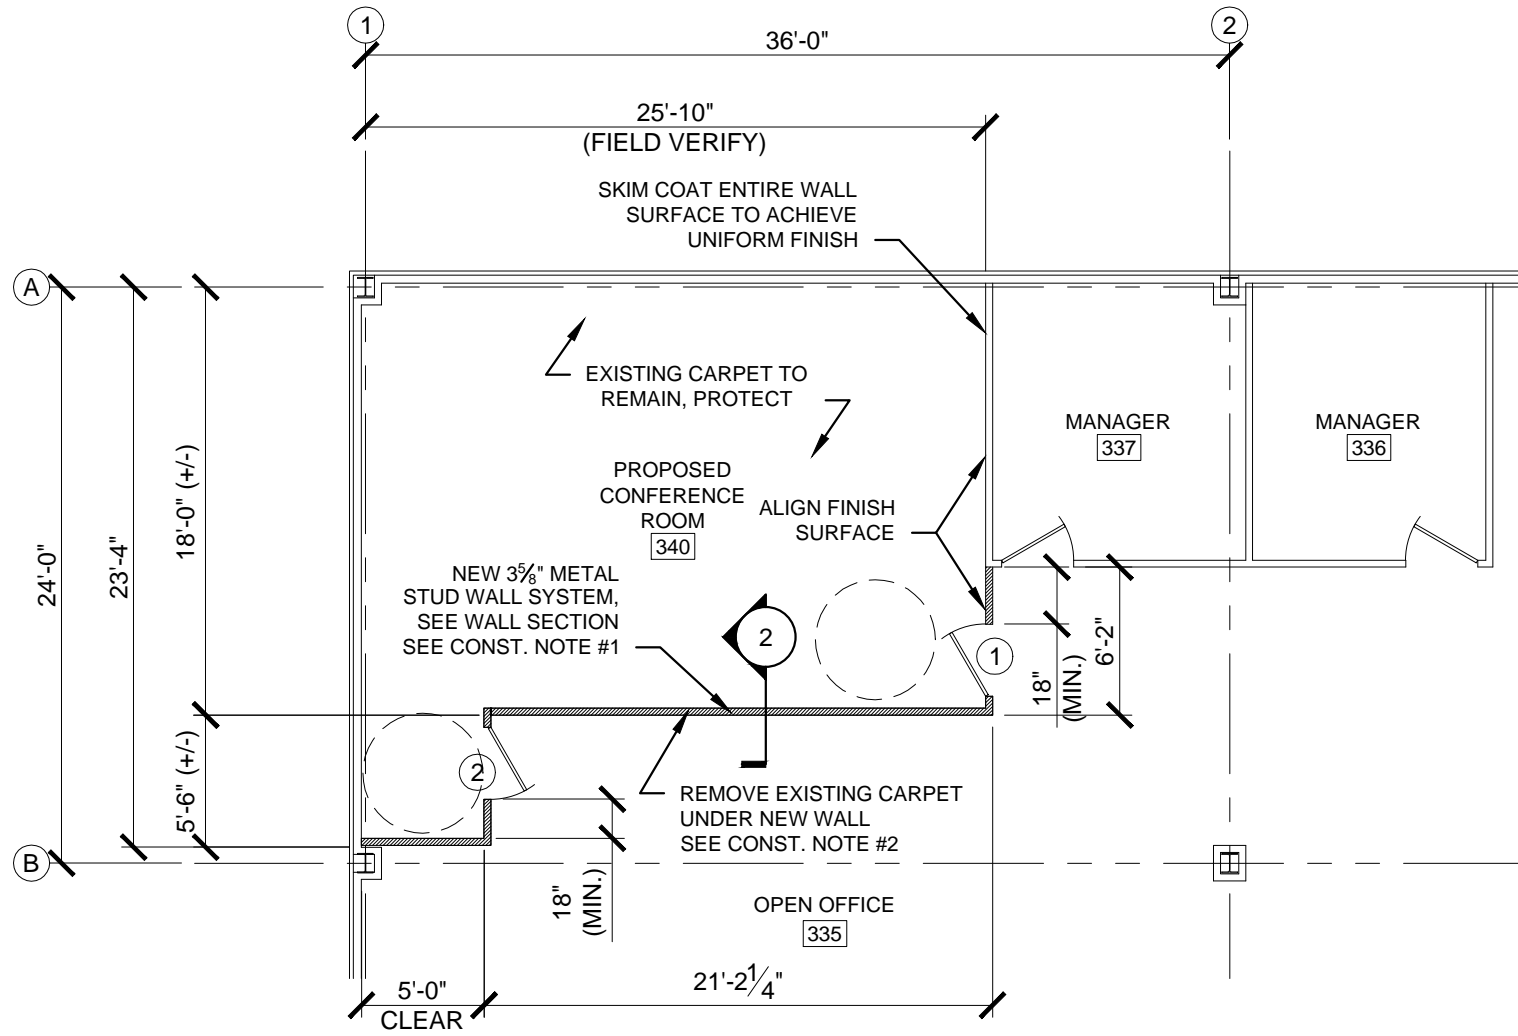 1
2
36'-0"
25'-10"
(FIELD VERIFY)
SKIM COAT ENTIRE WALL
SURFACE TO ACHIEVE
UNIFORM FINISH
A
EXISTING CARPET TO
REMAIN, PROTECT
MANAGER
337
MANAGER
336
PROPOSED
CONFERENCE
ROOM
340
ALIGN FINISH
SURFACE
24'-0"
23'-4"
18'-0" (+/-)
NEW 3⅝" METAL
STUD WALL SYSTEM,
SEE WALL SECTION
SEE CONST. NOTE #1
2
1
18"
(MIN.)
6'-2"
5'-6" (+/-)
2
REMOVE EXISTING CARPET
UNDER NEW WALL
SEE CONST. NOTE #2
B
18"
(MIN.)
OPEN OFFICE
335
5'-0"
CLEAR
21'-2¼"